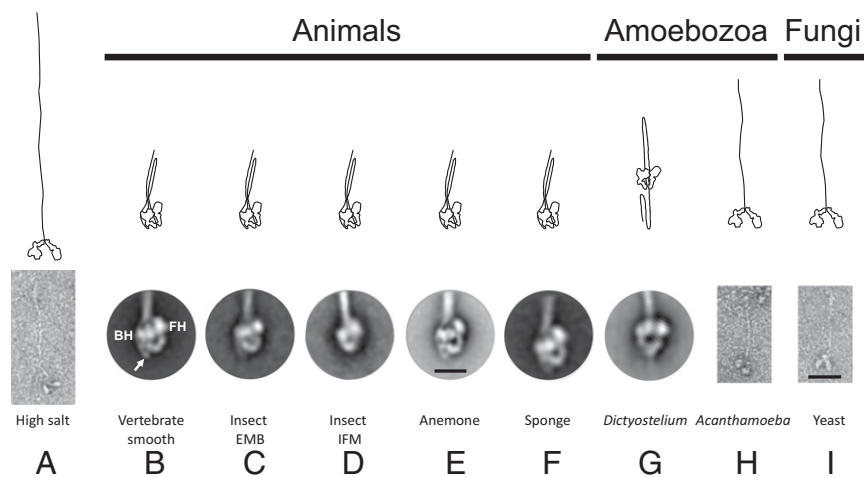 Animals Amoebozoa Fungi
BH FH
High salt Vertebrate smooth Insect EMB Insect IFM Anemone Sponge Dictyostelium Acanthamoeba Yeast
A B C D E F G H I